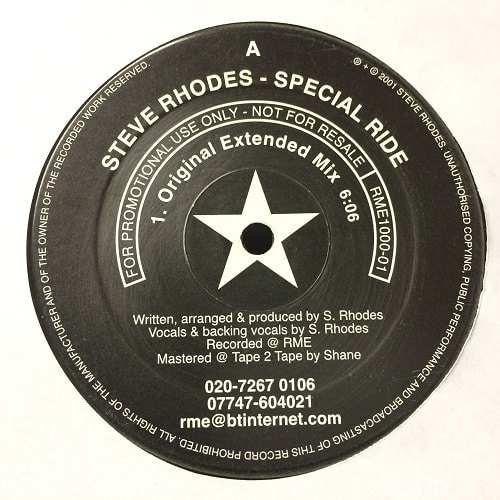 A
STEVE RHODES - SPECIAL RIDE
FOR PROMOTIONAL USE ONLY - NOT FOR RESALE
RME1000-01
1. Original Extended Mix 6:06
Written, arranged & produced by S. Rhodes
Vocals & backing vocals by S. Rhodes
Recorded @ RME
Mastered @ Tape 2 Tape by Shane
020-7267 0106
07747-604021
rme@btinternet.com
℗ + © 2001 STEVE RHODES. UNAUTHORISED COPYING, PUBLIC PERFORMANCE AND BROADCASTING OF THIS RECORD PROHIBITED. ALL RIGHTS OF THE MANUFACTURER AND OF THE OWNER OF THE RECORDED WORK RESERVED.